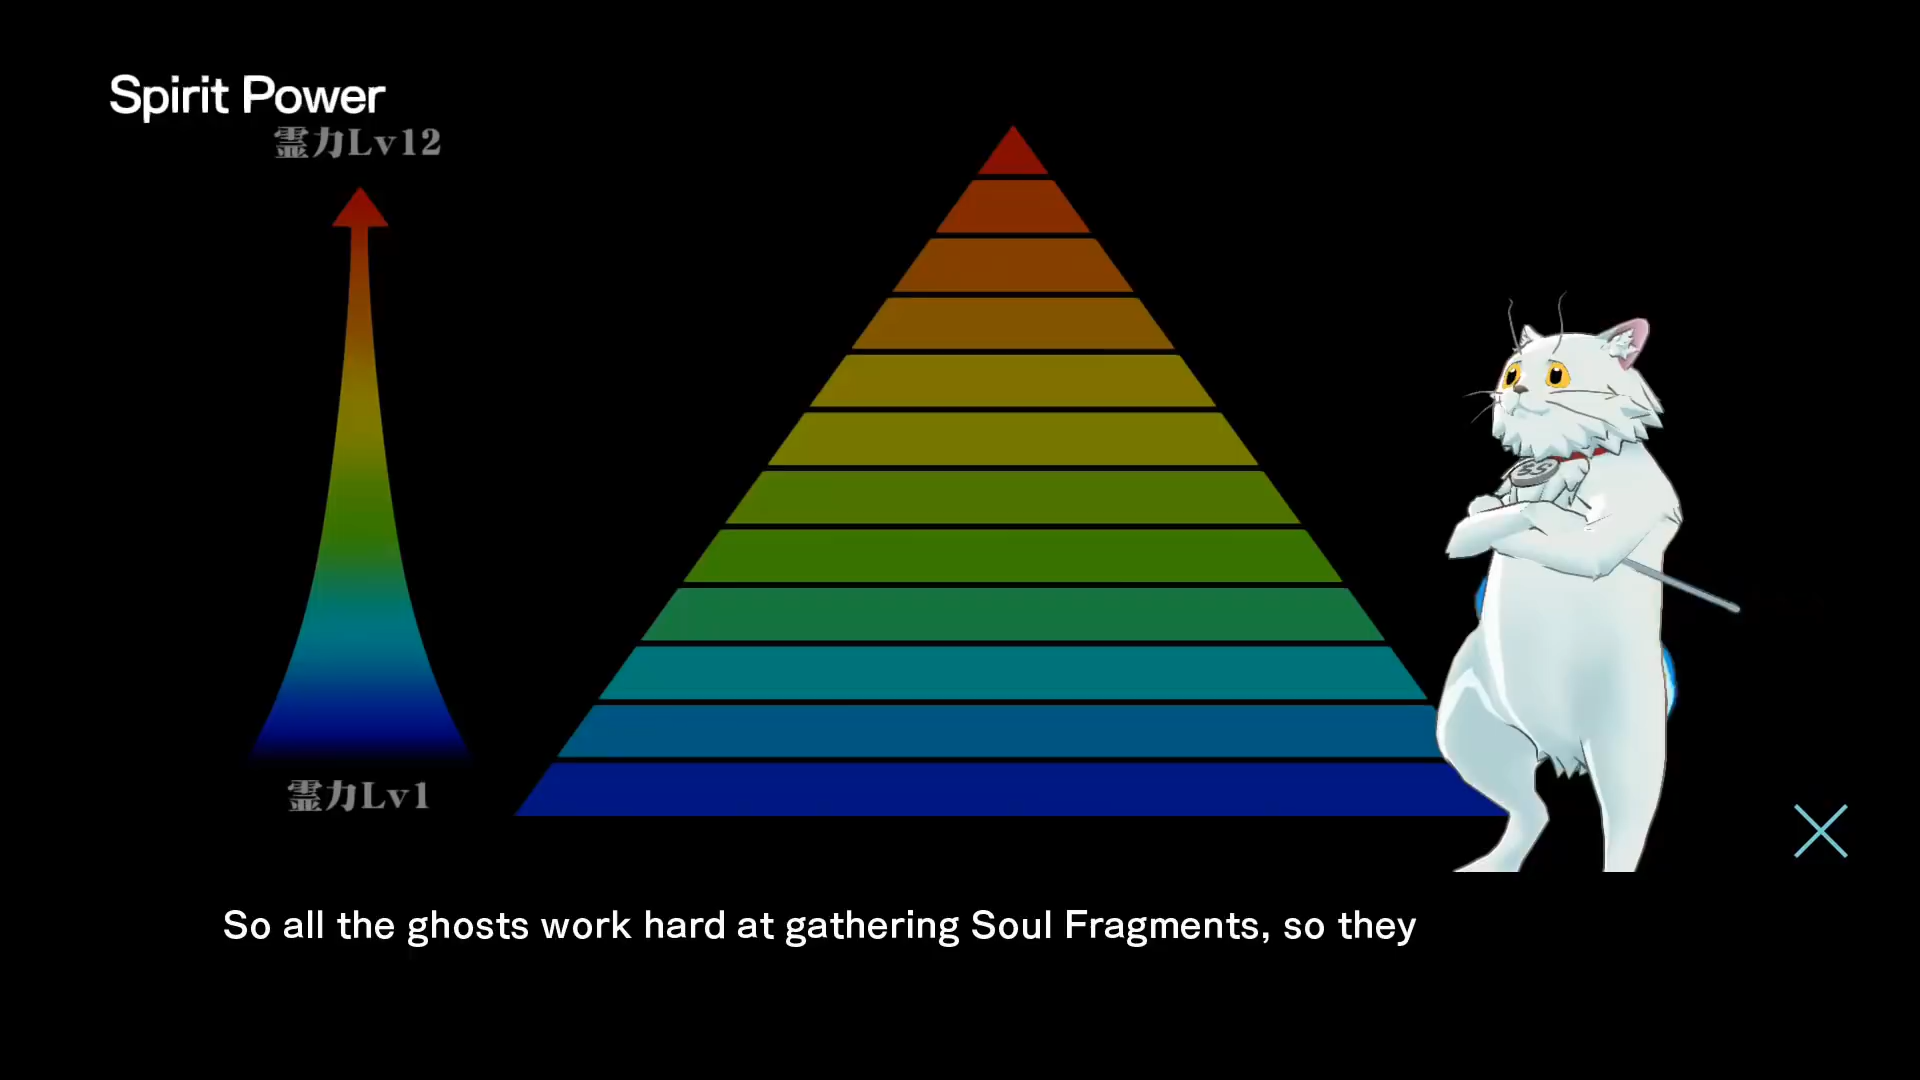 Spirit Power
霊力Lv12
SS
霊力Lv1
So all the ghosts work hard at gathering Soul Fragments, so they